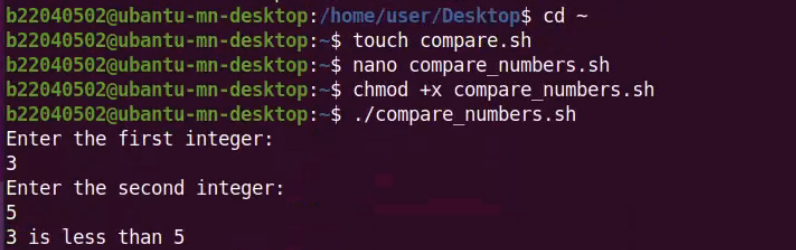 b22040502@ubantu-mn-desktop:/home/user/Desktop$ cd ~
b22040502@ubantu-mn-desktop:~$ touch compare.sh
b22040502@ubantu-mn-desktop:~$ nano compare_numbers.sh
b22040502@ubantu-mn-desktop:~$ chmod +x compare_numbers.sh
b22040502@ubantu-mn-desktop:~$ ./compare_numbers.sh
Enter the first integer:
3
Enter the second integer:
5
3 is less than 5